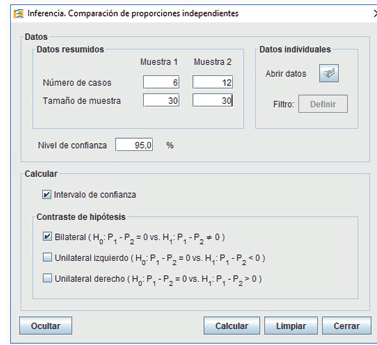 Inferencia. Comparación de proporciones independientes
Datos
Datos resumidos
Muestra 1 Muestra 2
Número de casos 6 12
Tamaño de muestra 30 30
Datos individuales
Abrir datos
Filtro: Definir
Nivel de confianza 95,0 %
Calcular
Intervalo de confianza
Contraste de hipótesis
Bilateral ( H0: P1 - P2 = 0 vs. H1: P1 - P2 ≠ 0 )
Unilateral izquierdo ( H0: P1 - P2 = 0 vs. H1: P1 - P2 < 0 )
Unilateral derecho ( H0: P1 - P2 = 0 vs. H1: P1 - P2 > 0 )
Ocultar Calcular Limpiar Cerrar